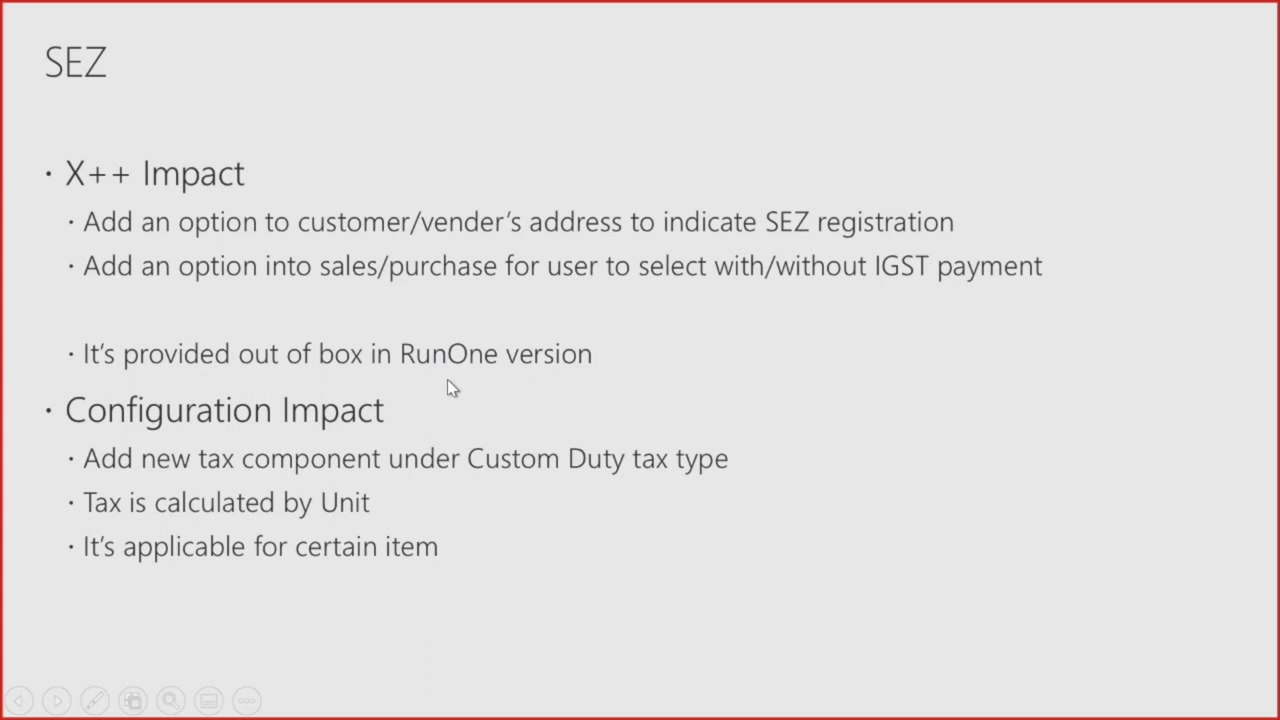 SEZ
• X++ Impact
• Add an option to customer/vender's address to indicate SEZ registration
• Add an option into sales/purchase for user to select with/without IGST payment
• It's provided out of box in RunOne version
• Configuration Impact
• Add new tax component under Custom Duty tax type
• Tax is calculated by Unit
• It's applicable for certain item